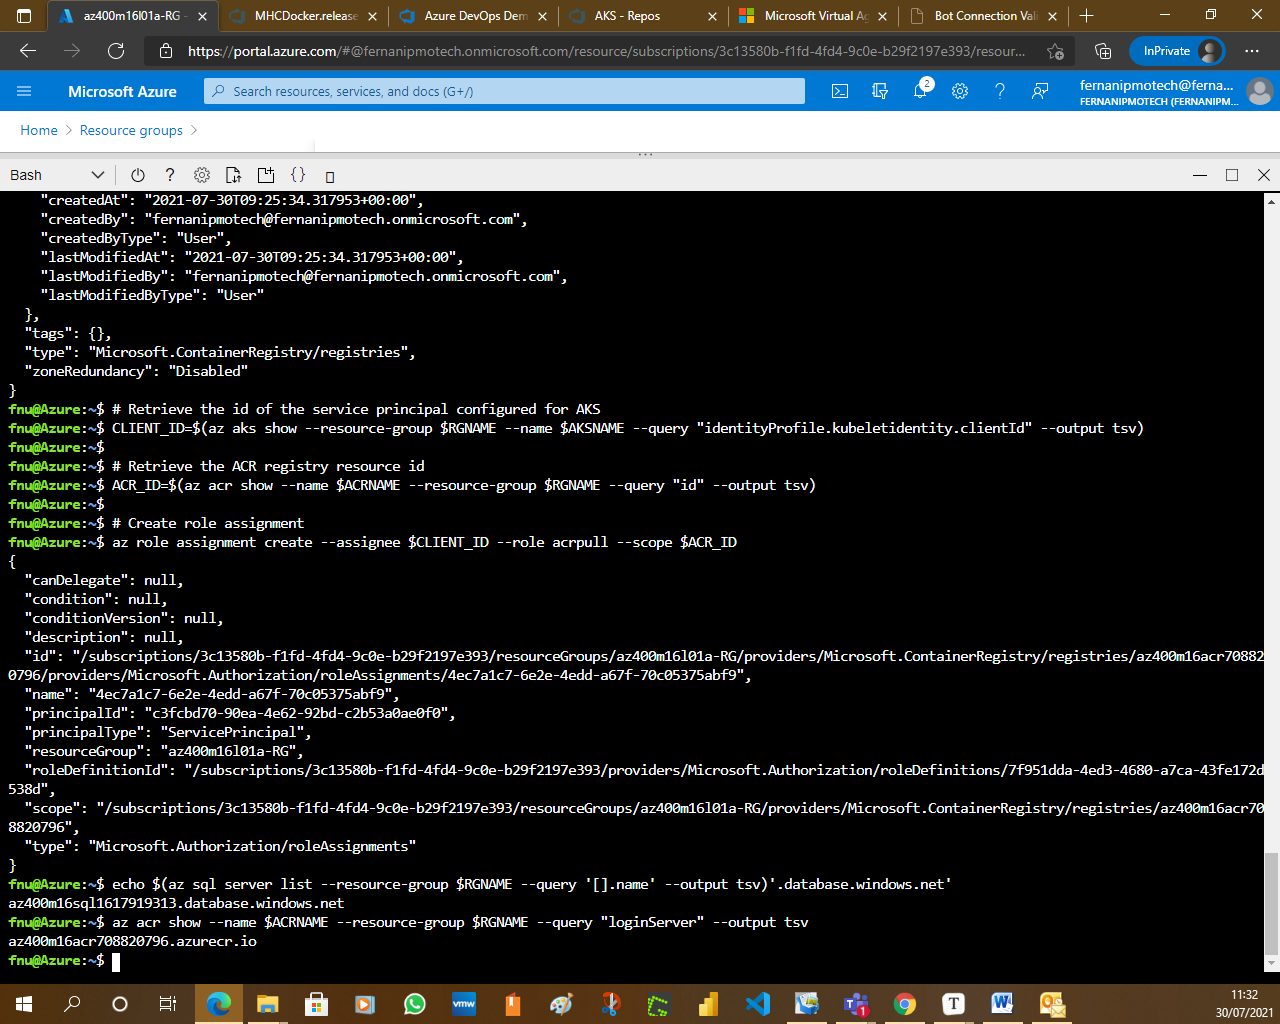 az400m16l01a-RG -
MHCDocker.release
Azure DevOps Dem
AKS - Repos
Microsoft Virtual Ag
Bot Connection Vali
https://portal.azure.com/#@fernanipmotech.onmicrosoft.com/resource/subscriptions/3c13580b-f1fd-4fd4-9c0e-b29f2197e393/resour...
InPrivate
Microsoft Azure
Search resources, services, and docs (G+/)
2
fernanipmotech@ferna...
FERNANIPMOTECH (FERNANIPM...
Home > Resource groups >
Bash
"createdAt": "2021-07-30T09:25:34.317953+00:00",
"createdBy": "fernanipmotech@fernanipmotech.onmicrosoft.com",
"createdByType": "User",
"lastModifiedAt": "2021-07-30T09:25:34.317953+00:00",
"lastModifiedBy": "fernanipmotech@fernanipmotech.onmicrosoft.com",
"lastModifiedByType": "User"
},
"tags": {},
"type": "Microsoft.ContainerRegistry/registries",
"zoneRedundancy": "Disabled"
}
fnu@Azure:~$ # Retrieve the id of the service principal configured for AKS
fnu@Azure:~$ CLIENT_ID=$(az aks show --resource-group $RGNAME --name $AKSNAME --query "identityProfile.kubeletidentity.clientId" --output tsv)
fnu@Azure:~$
fnu@Azure:~$ # Retrieve the ACR registry resource id
fnu@Azure:~$ ACR_ID=$(az acr show --name $ACRNAME --resource-group $RGNAME --query "id" --output tsv)
fnu@Azure:~$
fnu@Azure:~$ # Create role assignment
fnu@Azure:~$ az role assignment create --assignee $CLIENT_ID --role acrpull --scope $ACR_ID
{
"canDelegate": null,
"condition": null,
"conditionVersion": null,
"description": null,
"id": "/subscriptions/3c13580b-f1fd-4fd4-9c0e-b29f2197e393/resourceGroups/az400m16l01a-RG/providers/Microsoft.ContainerRegistry/registries/az400m16acr70882
0796/providers/Microsoft.Authorization/roleAssignments/4ec7a1c7-6e2e-4edd-a67f-70c05375abf9",
"name": "4ec7a1c7-6e2e-4edd-a67f-70c05375abf9",
"principalId": "c3fcbd70-90ea-4e62-92bd-c2b53a0ae0f0",
"principalType": "ServicePrincipal",
"resourceGroup": "az400m16l01a-RG",
"roleDefinitionId": "/subscriptions/3c13580b-f1fd-4fd4-9c0e-b29f2197e393/providers/Microsoft.Authorization/roleDefinitions/7f951dda-4ed3-4680-a7ca-43fe172d
538d",
"scope": "/subscriptions/3c13580b-f1fd-4fd4-9c0e-b29f2197e393/resourceGroups/az400m16l01a-RG/providers/Microsoft.ContainerRegistry/registries/az400m16acr70
8820796",
"type": "Microsoft.Authorization/roleAssignments"
}
fnu@Azure:~$ echo $(az sql server list --resource-group $RGNAME --query '[].name' --output tsv)'.database.windows.net'
az400m16sql1617919313.database.windows.net
fnu@Azure:~$ az acr show --name $ACRNAME --resource-group $RGNAME --query "loginServer" --output tsv
az400m16acr708820796.azurecr.io
fnu@Azure:~$
vmw
1
T
11:32
30/07/2021